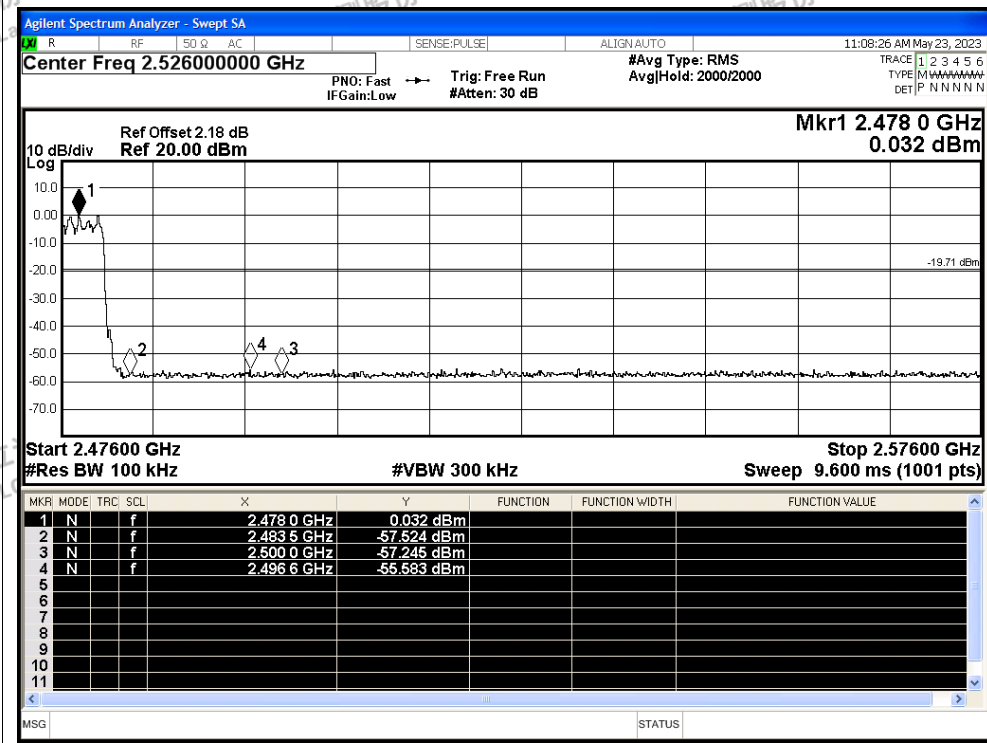 Agilent Spectrum Analyzer - Swept SA
LXI R RF 50 Ω AC SENSE:PULSE ALIGN AUTO 11:08:26 AM May 23, 2023
Center Freq 2.526000000 GHz #Avg Type: RMS TRACE 1 2 3 4 5 6
PNO: Fast Trig: Free Run Avg|Hold: 2000/2000 TYPE M
IFGain:Low #Atten: 30 dB DET P N N N N N
Mkr1 2.478 0 GHz
Ref Offset 2.18 dB
10 dB/div Ref 20.00 dBm 0.032 dBm
Log
10.0
1
0.00
-10.0
-19.71 dBm
-20.0
-30.0
-40.0
-50.0
2 4 3
-60.0
-70.0
Start 2.47600 GHz Stop 2.57600 GHz
#Res BW 100 kHz #VBW 300 kHz Sweep 9.600 ms (1001 pts)
MKR MODE TRC SCL X Y FUNCTION FUNCTION WIDTH FUNCTION VALUE
1 N f 2.478 0 GHz 0.032 dBm
2 N f 2.483 5 GHz -57.524 dBm
3 N f 2.500 0 GHz -57.245 dBm
4 N f 2.496 6 GHz -55.583 dBm
5
6
7
8
9
10
11
MSG STATUS